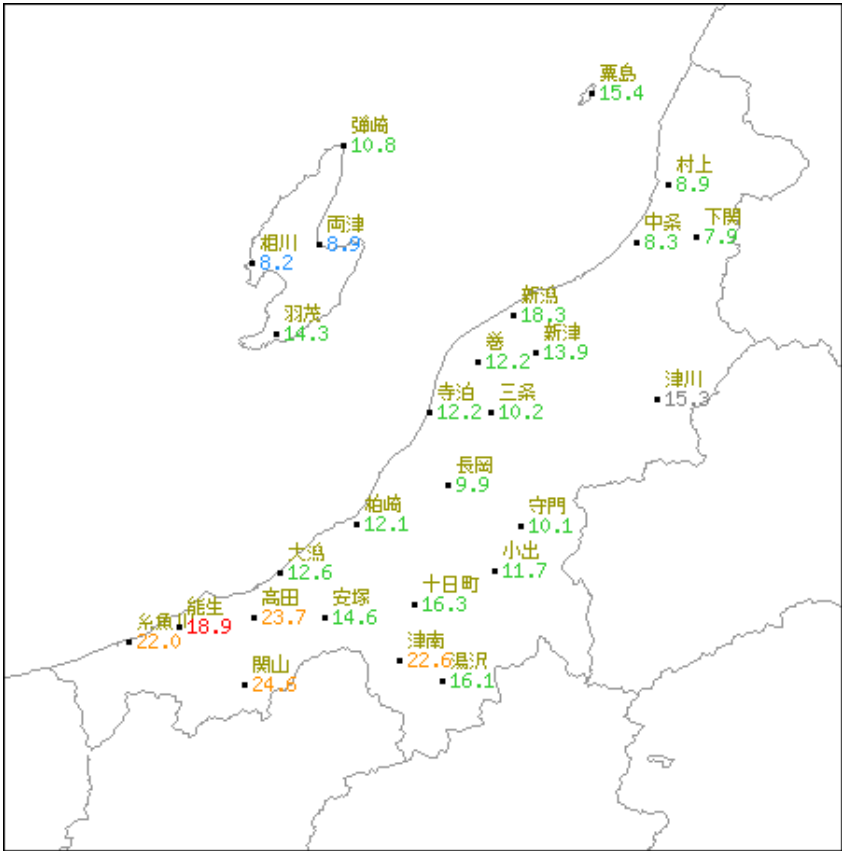 粟島
15.4
弾崎
10.8
村上
8.9
両津
8.9
中条
8.3
下関
7.9
相川
8.2
羽茂
14.3
新潟
18.3
新津
13.9
巻
12.2
津川
15.3
寺泊
12.2
三条
10.2
長岡
9.9
柏崎
12.1
守門
10.1
大潟
12.6
小出
11.7
十日町
16.3
能生
18.9
高田
23.7
安塚
14.6
糸魚川
22.0
津南
22.6
湯沢
16.1
関山
24.6